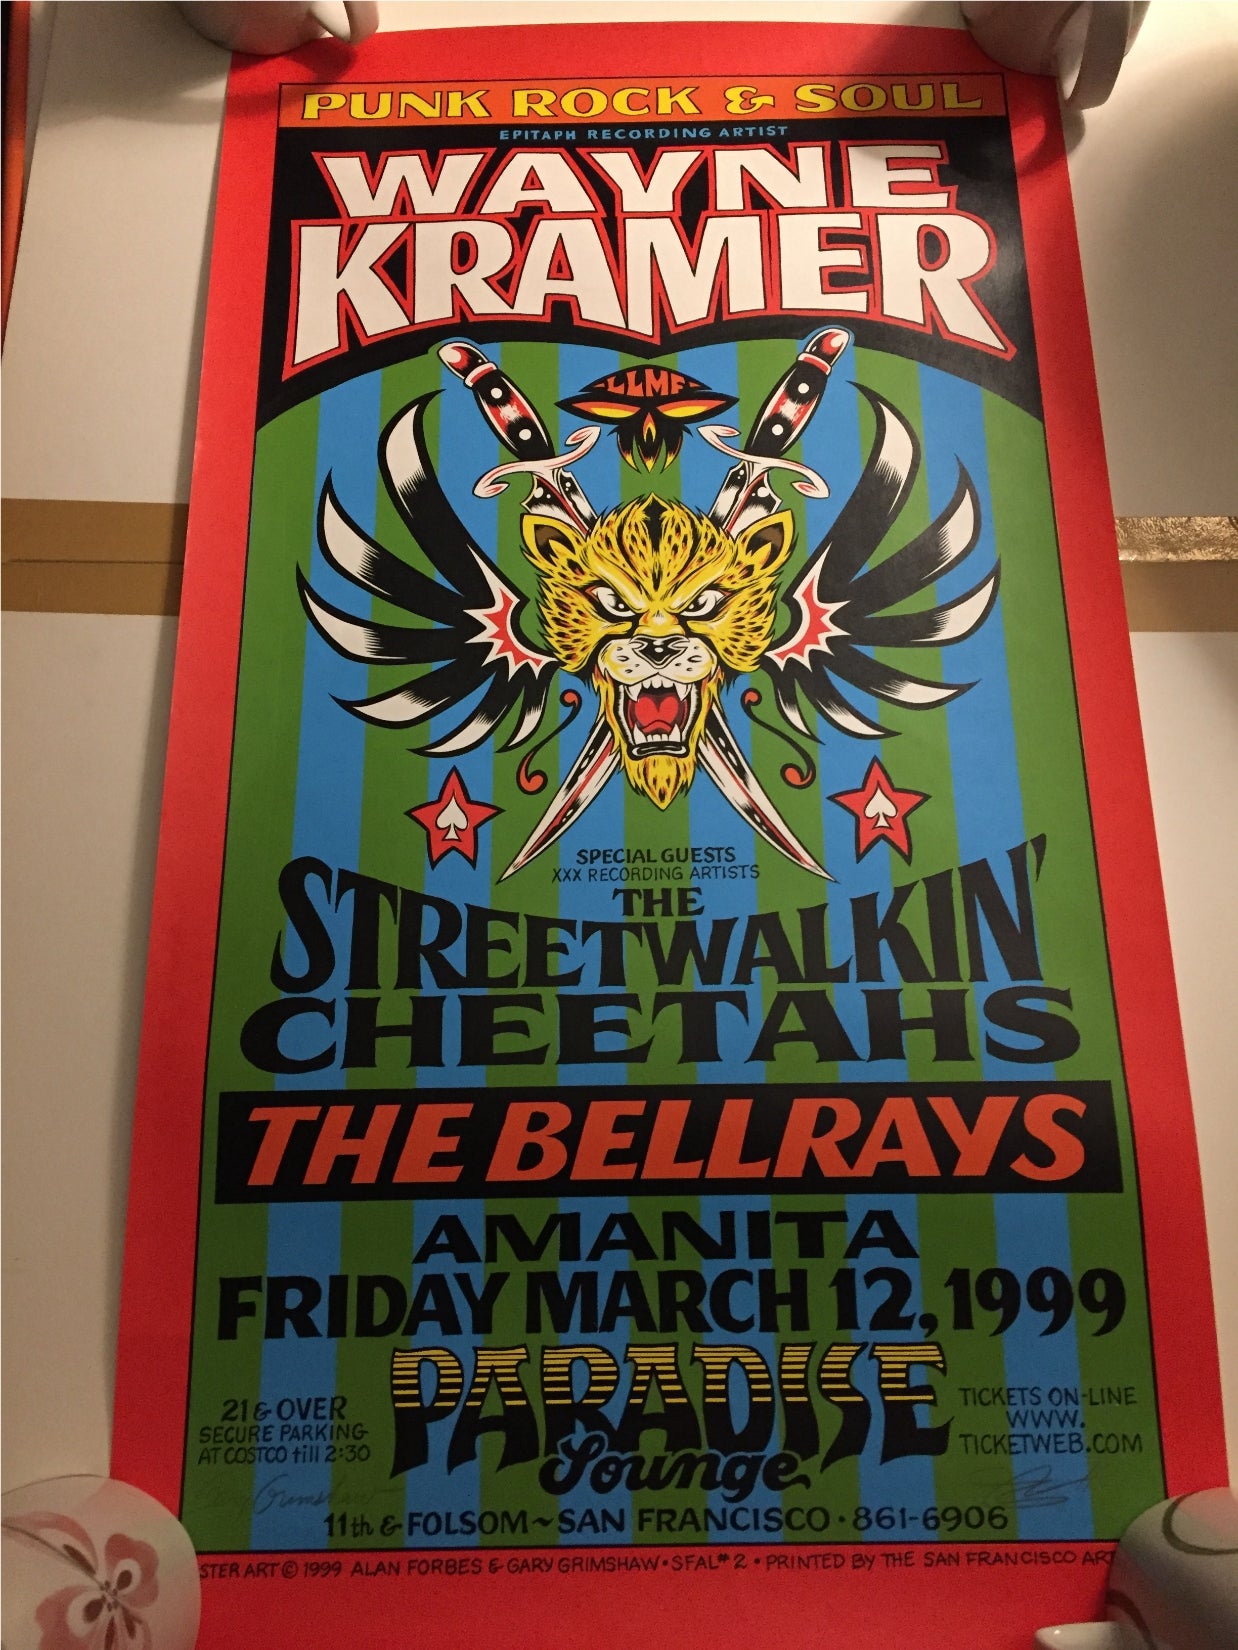 PUNK ROCK & SOUL
EPITAPH RECORDING ARTIST
WAYNE
KRAMER
LLMF
SPECIAL GUESTS
XXX RECORDING ARTISTS
THE
STREETWALKIN'
CHEETAHS
THE BELLRAYS
AMANITA
FRIDAY MARCH 12, 1999
PARADISE
Lounge
21 & OVER
SECURE PARKING
AT COSTCO till 2:30
TICKETS ON-LINE
WWW.
TICKETWEB.COM
Gary Grimshaw
11th & FOLSOM~SAN FRANCISCO · 861-6906
STER ART © 1999 ALAN FORBES & GARY GRIMSHAW · SFAL# 2 · PRINTED BY THE SAN FRANCISCO ART